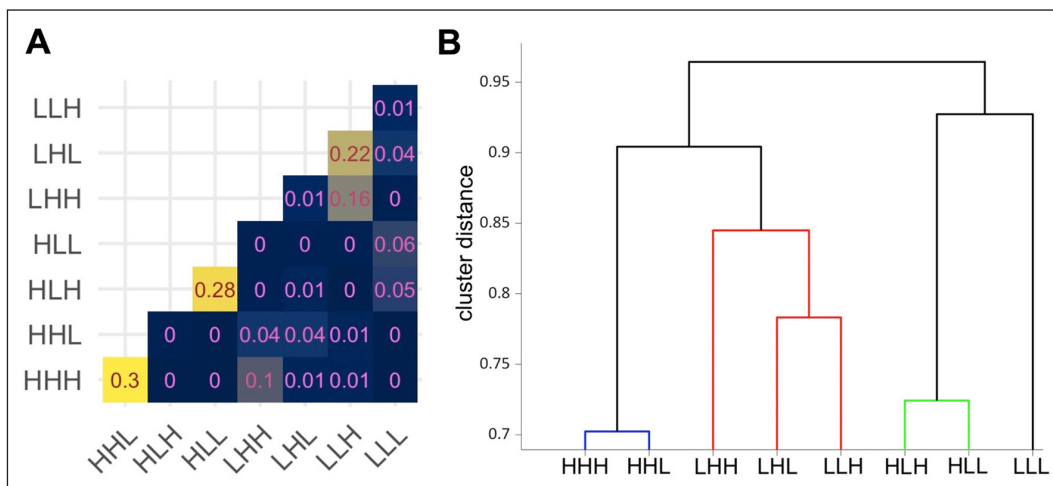 A
LLH 0.01
LHL 0.22 0.04
LHH 0.01 0.16 0
HLL 0 0 0 0.06
HLH 0.28 0 0.01 0 0.05
HHL 0 0 0.04 0.04 0.01 0
HHH 0.3 0 0 0.1 0.01 0.01 0
HHL HLH HLL LHH LHL LLH LLL
B
cluster distance
0.95
0.9
0.85
0.8
0.75
0.7
HHH HHL LHH LHL LLH HLH HLL LLL